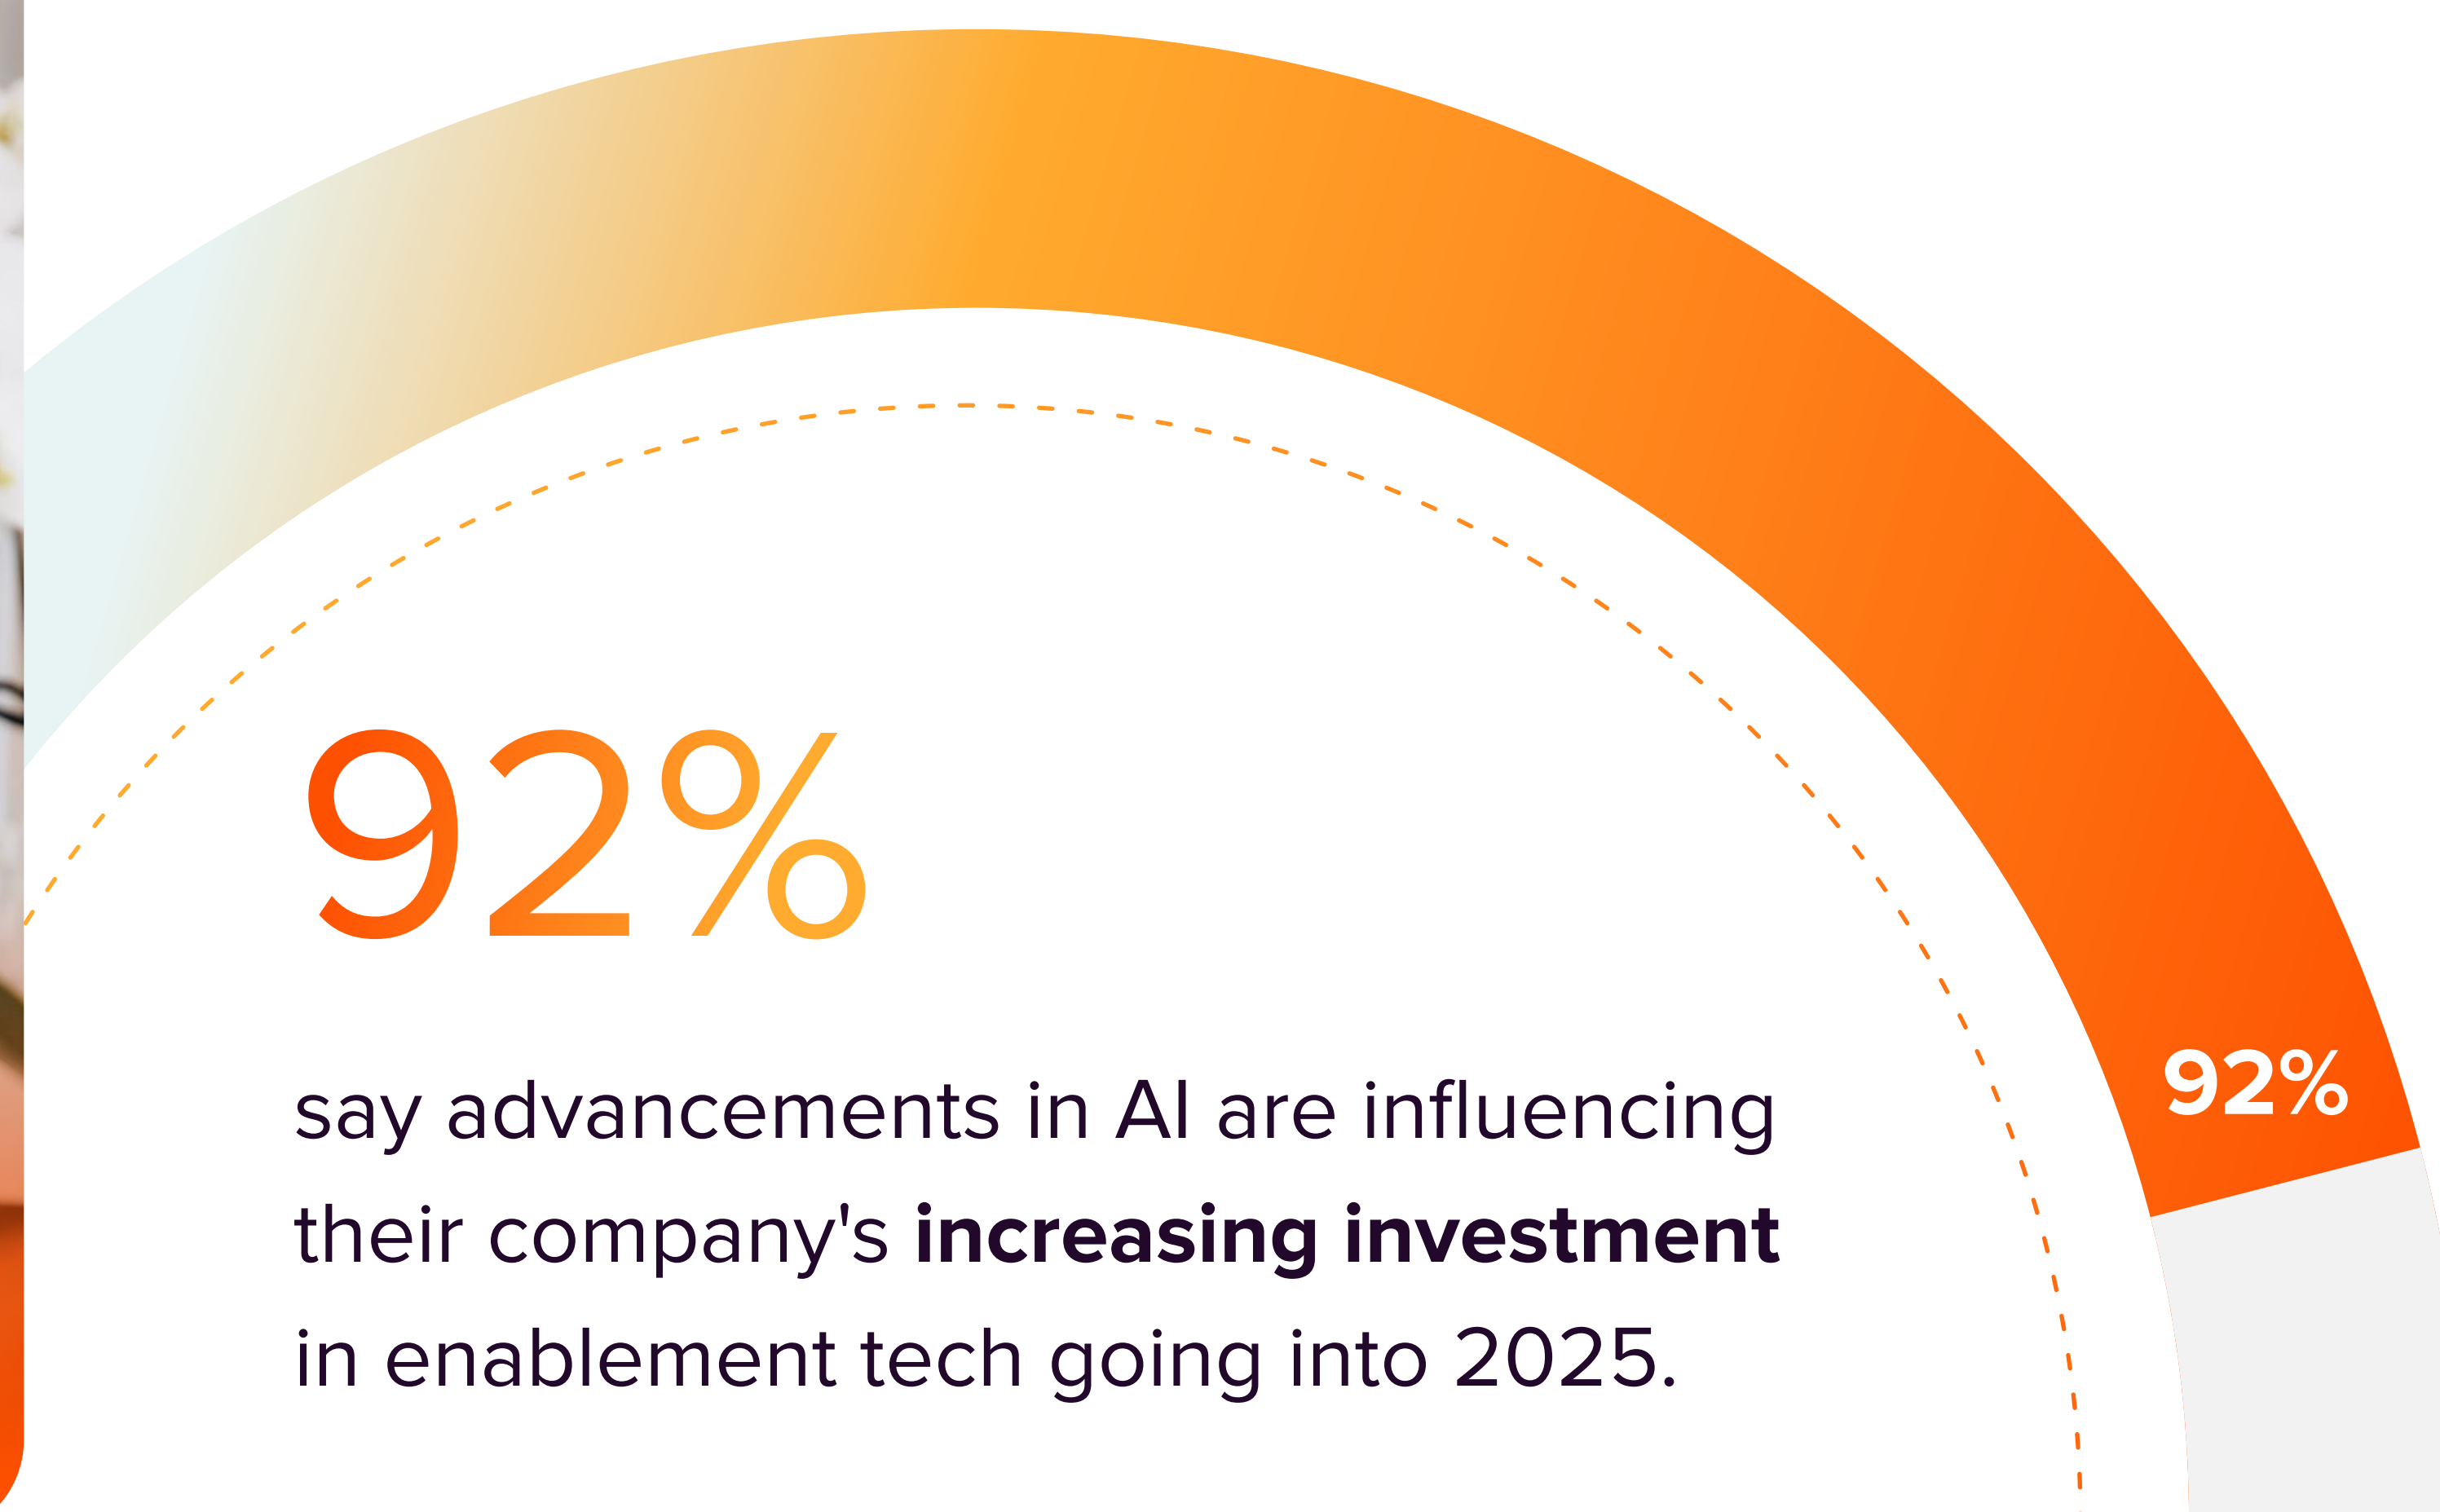 92%
say advancements in AI are influencing
their company's increasing investment
in enablement tech going into 2025.
92%